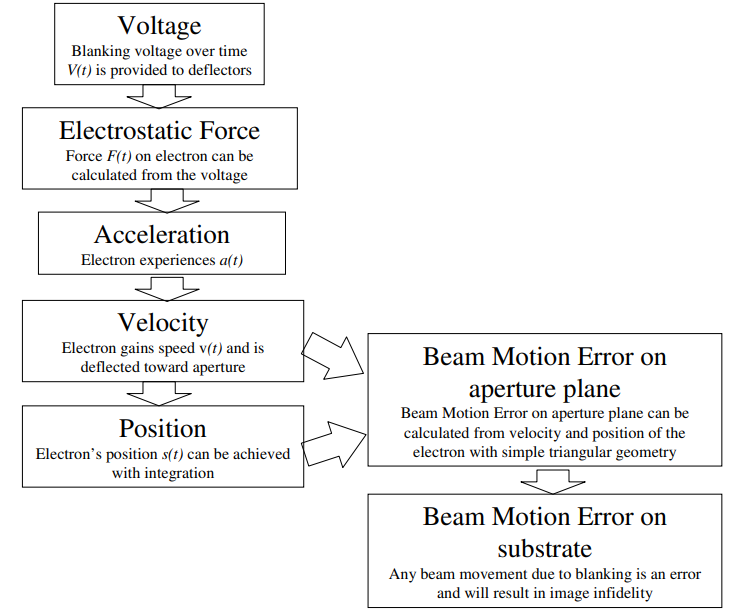 Voltage
Blanking voltage over time
V(t) is provided to deflectors
Electrostatic Force
Force F(t) on electron can be
calculated from the voltage
Acceleration
Electron experiences a(t)
Velocity
Electron gains speed v(t) and is
deflected toward aperture
Position
Electron's position s(t) can be achieved
with integration
Beam Motion Error on
aperture plane
Beam Motion Error on aperture plane can be
calculated from velocity and position of the
electron with simple triangular geometry
Beam Motion Error on
substrate
Any beam movement due to blanking is an error
and will result in image infidelity